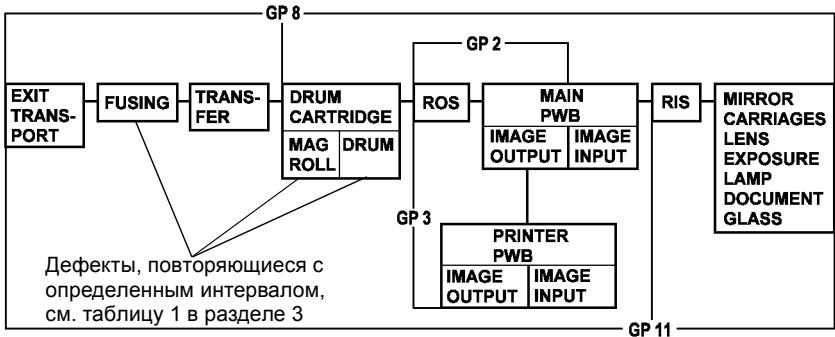 GP 8
GP 2
EXIT
TRANS-
PORT
FUSING
TRANS-
FER
DRUM
CARTRIDGE
MAG
ROLL
DRUM
ROS
MAIN
PWB
IMAGE
OUTPUT
IMAGE
INPUT
RIS
MIRROR
CARRIAGES
LENS
EXPOSURE
LAMP
DOCUMENT
GLASS
GP 3
PRINTER
PWB
IMAGE
OUTPUT
IMAGE
INPUT
Дефекты, повторяющиеся с
определенным интервалом,
см. таблицу 1 в разделе 3
GP 11